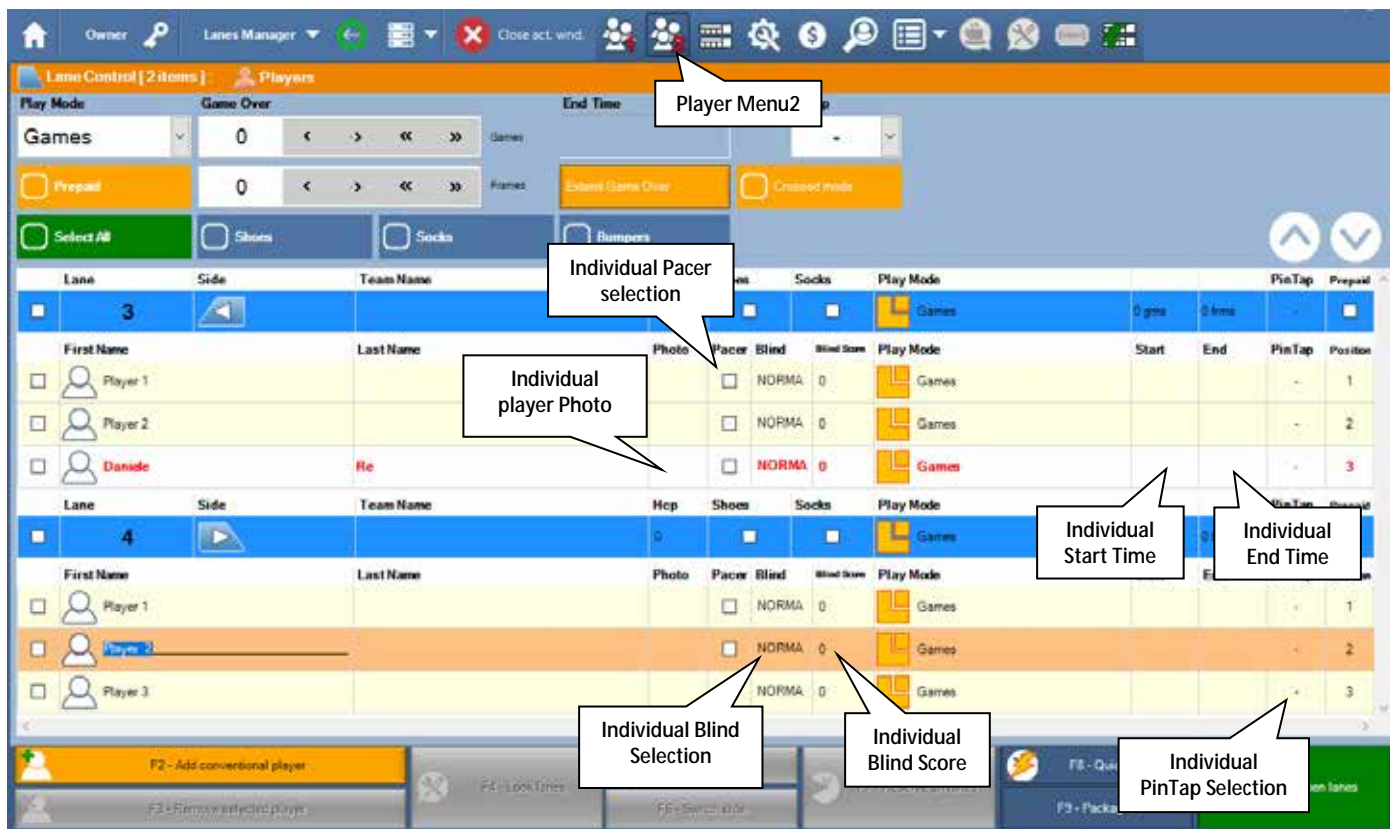 Owner
Lanes Manager
Close act. wnd.
Lane Control [ 2 items ]
Players
Player Menu2
Play Mode
Game Over
End Time
Games
0
Games
-
Prepaid
0
Frames
Extend Game Over
Crossed mode
Select All
Shoes
Socks
Bumpers
Individual Pacer
selection
Lane Side Team Name Socks Play Mode PinTap Prepaid
3 Games 0 gms 0 frms -
First Name Last Name Photo Pacer Blind Blind Score Play Mode Start End PinTap Position
Player 1 NORMA 0 Games - 1
Individual
player Photo
Player 2 NORMA 0 Games - 2
Daniele Re NORMA 0 Games - 3
Lane Side Team Name Hcp Shoes Socks Play Mode PinTap Prepaid
4 0 Games
Individual
Start Time
Individual
End Time
First Name Last Name Photo Pacer Blind Blind Score Play Mode
Player 1 NORMA 0 Games - 1
Player 2 NORMA 0 Games - 2
Player 3 NORMA 0 Games - 3
Individual Blind
Selection
Individual
Blind Score
Individual
PinTap Selection
F2 - Add conventional player
F3 - Remove selected player
F4 - Lock lanes
F8 - Quic
F9 - Packa
en lanes